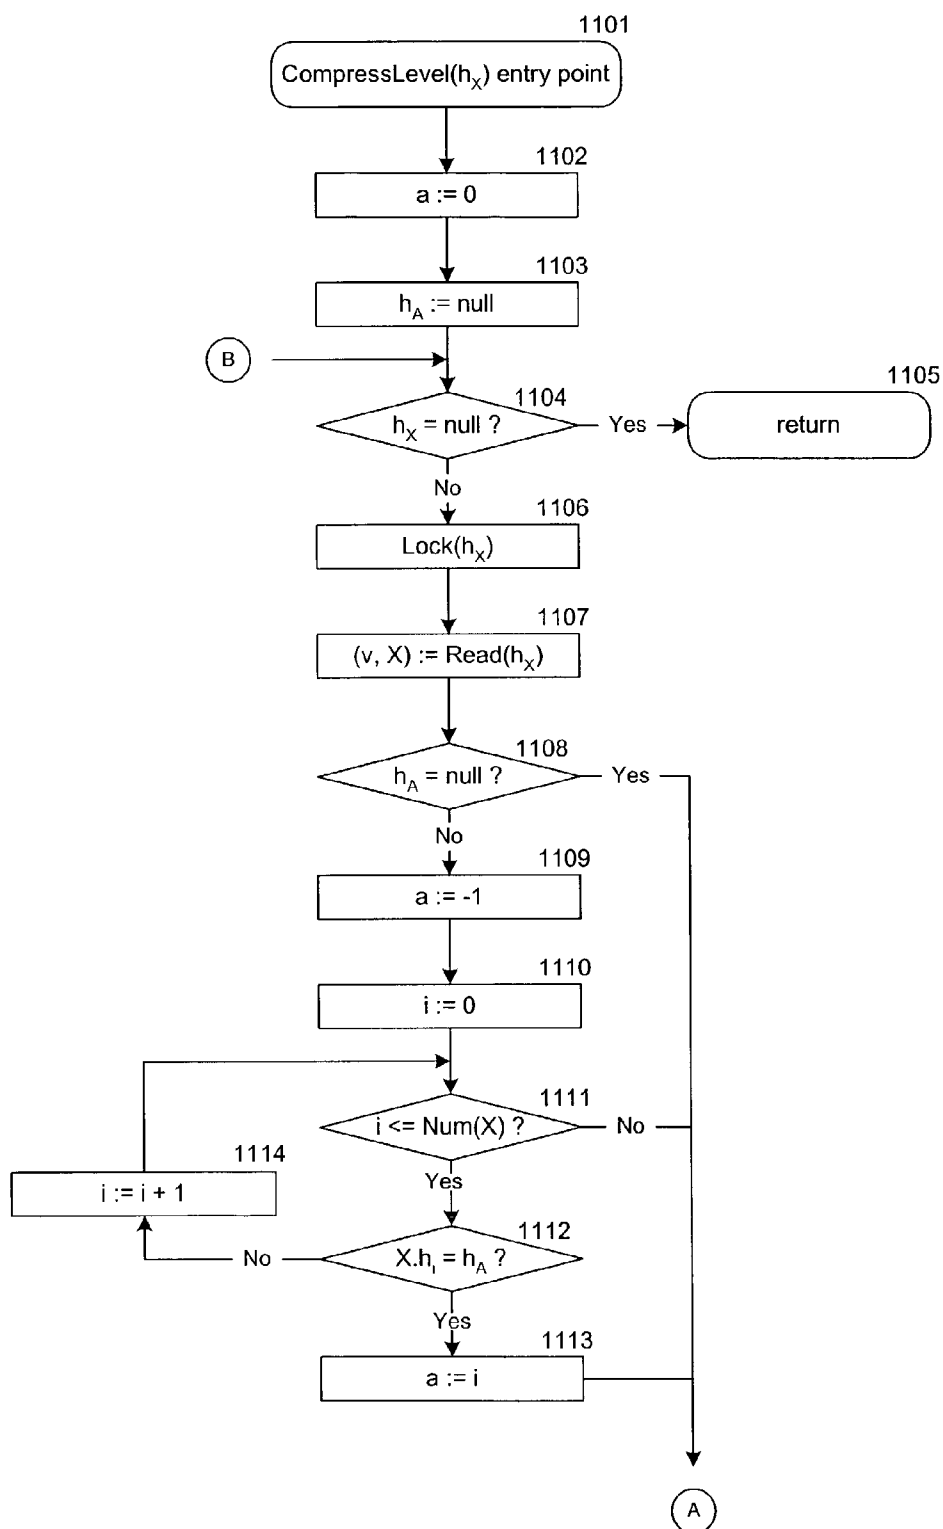 1101
CompressLevel(hX) entry point
1102
a := 0
1103
hA := null
B
1104
hX = null ?
Yes
1105
return
No
1106
Lock(hX)
1107
(v, X) := Read(hX)
1108
hA = null ?
Yes
No
1109
a := -1
1110
i := 0
1111
i <= Num(X) ?
No
1114
i := i + 1
Yes
1112
X.hi = hA ?
No
Yes
1113
a := i
A